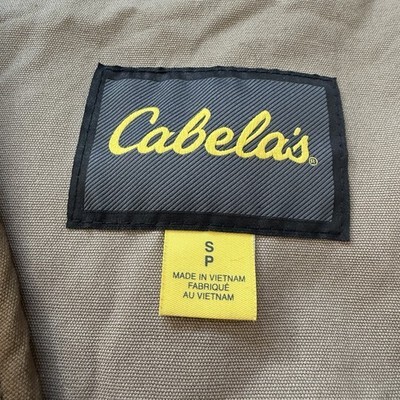 Cabela's®
S
P
MADE IN VIETNAM
FABRIQUÉ
AU VIETNAM